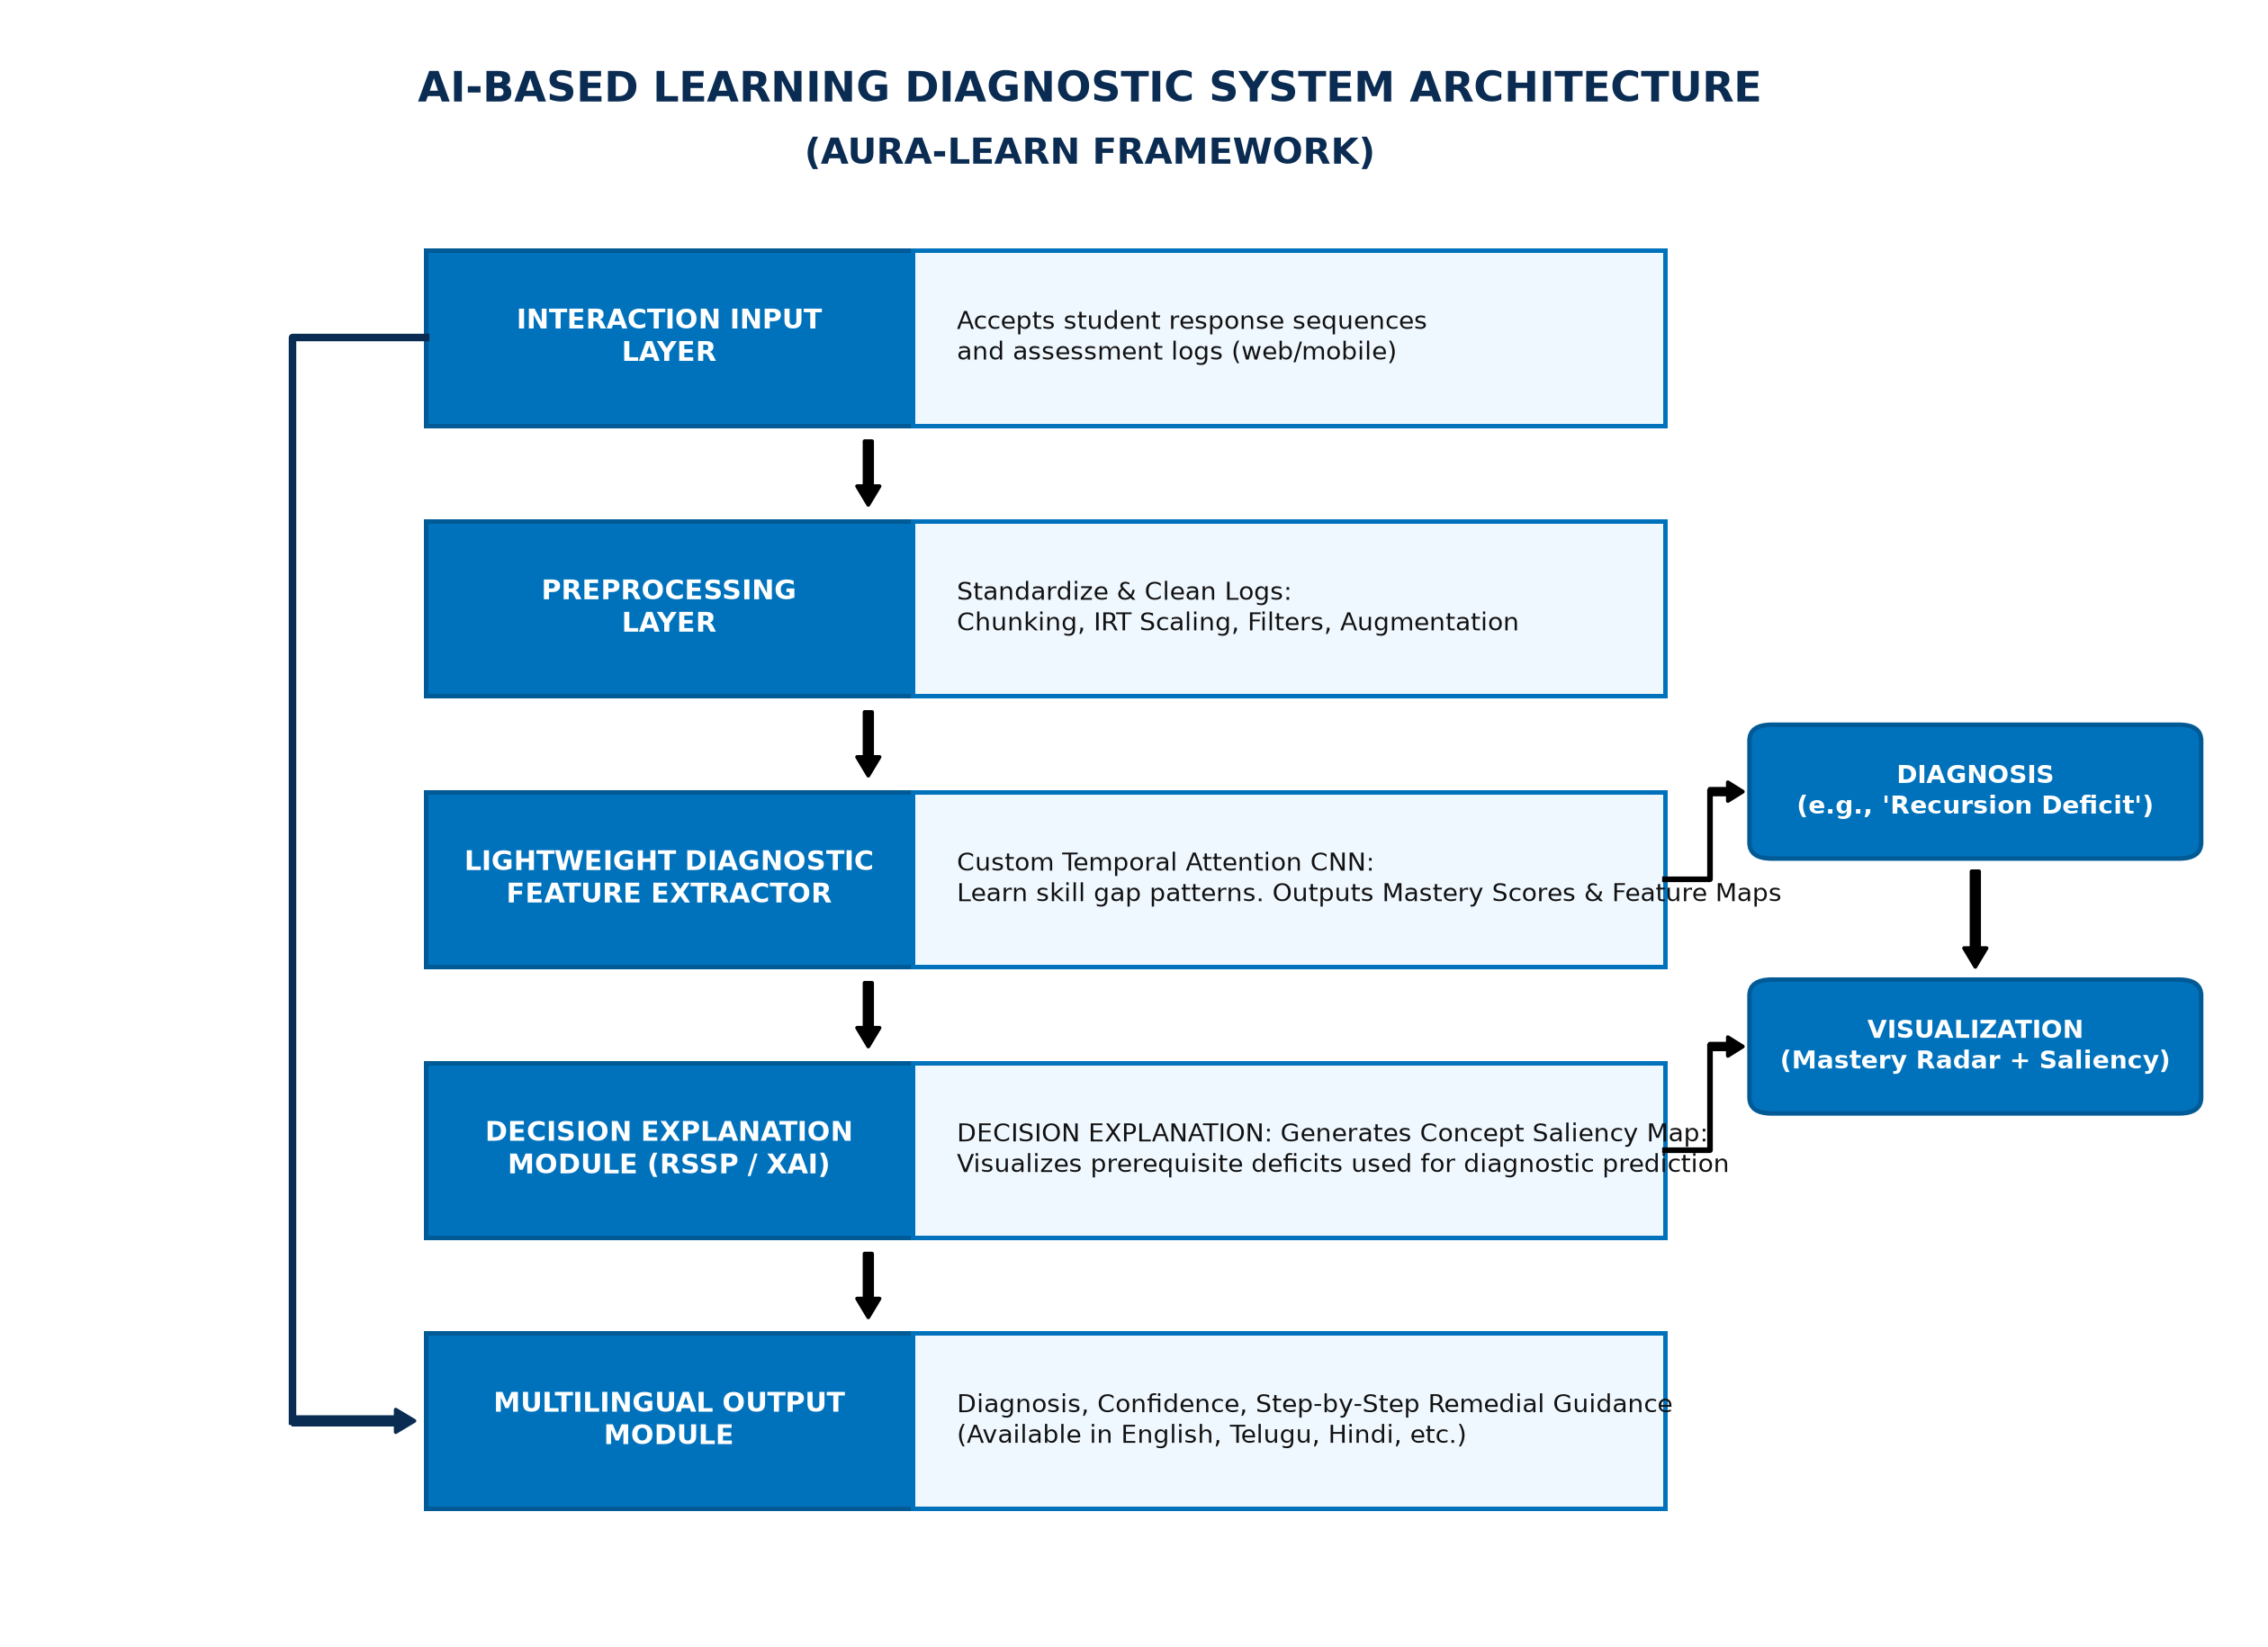 AI-BASED LEARNING DIAGNOSTIC SYSTEM ARCHITECTURE
(AURA-LEARN FRAMEWORK)
INTERACTION INPUT
LAYER
Accepts student response sequences
and assessment logs (web/mobile)
PREPROCESSING
LAYER
Standardize & Clean Logs:
Chunking, IRT Scaling, Filters, Augmentation
LIGHTWEIGHT DIAGNOSTIC
FEATURE EXTRACTOR
Custom Temporal Attention CNN:
Learn skill gap patterns. Outputs Mastery Scores & Feature Maps
DIAGNOSIS
(e.g., 'Recursion Deficit')
VISUALIZATION
(Mastery Radar + Saliency)
DECISION EXPLANATION
MODULE (RSSP / XAI)
DECISION EXPLANATION: Generates Concept Saliency Map:
Visualizes prerequisite deficits used for diagnostic prediction
MULTILINGUAL OUTPUT
MODULE
Diagnosis, Confidence, Step-by-Step Remedial Guidance
(Available in English, Telugu, Hindi, etc.)